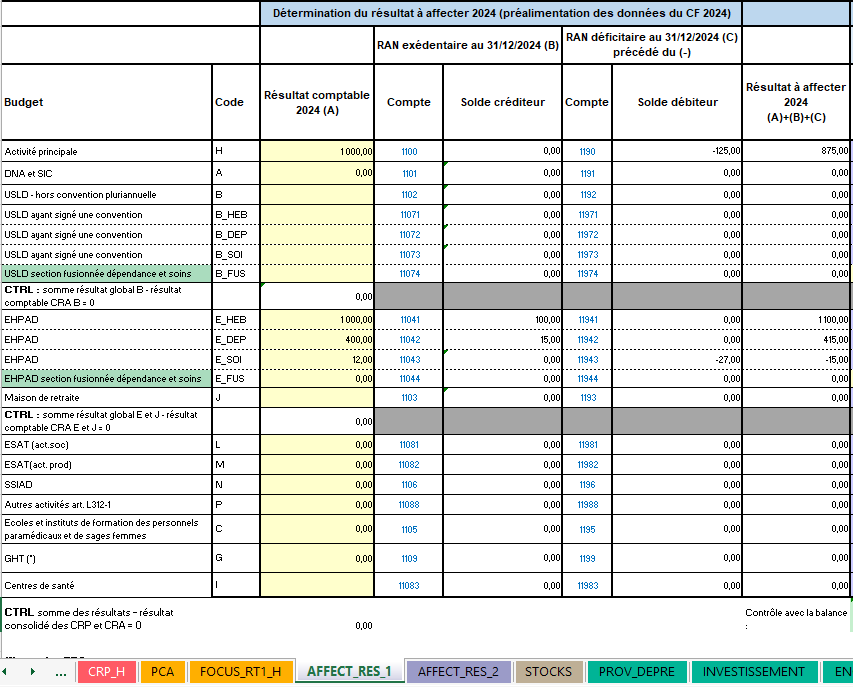 Détermination du résultat à affecter 2024 (préalimentation des données du CF 2024)
RAN exédentaire au 31/12/2024 (B) RAN déficitaire au 31/12/2024 (C)
précédé du (-)
Budget Code Résultat comptable
2024 (A) Compte Solde créditeur Compte Solde débiteur Résultat à affecter
2024
(A)+(B)+(C)
Activité principale H 1000,00 1100 0,00 1190 -125,00 875,00
DNA et SIC A 0,00 1101 0,00 1191 0,00 0,00
USLD - hors convention pluriannuelle B 1102 0,00 1192 0,00 0,00
USLD ayant signé une convention B_HEB 11071 0,00 11971 0,00 0,00
USLD ayant signé une convention B_DEP 11072 0,00 11972 0,00 0,00
USLD ayant signé une convention B_SOI 11073 0,00 11973 0,00 0,00
USLD section fusionnée dépendance et soins B_FUS 11074 0,00 11974 0,00 0,00
CTRL : somme résultat global B - résultat
comptable CRA B = 0 0,00
EHPAD E_HEB 1000,00 11041 100,00 11941 0,00 1100,00
EHPAD E_DEP 400,00 11042 15,00 11942 0,00 415,00
EHPAD E_SOI 12,00 11043 0,00 11943 -27,00 -15,00
EHPAD section fusionnée dépendance et soins E_FUS 0,00 11044 0,00 11944 0,00 0,00
Maison de retraite J 1103 0,00 1193 0,00 0,00
CTRL : somme résultat global E et J - résultat
comptable CRA E et J = 0 0,00
ESAT (act.soc) L 0,00 11081 0,00 11981 0,00 0,00
ESAT(act. prod) M 0,00 11082 0,00 11982 0,00 0,00
SSIAD N 0,00 1106 0,00 1196 0,00 0,00
Autres activités art. L312-1 P 0,00 11088 0,00 11988 0,00 0,00
Ecoles et instituts de formation des personnels
paramédicaux et de sages femmes C 0,00 1105 0,00 1195 0,00 0,00
GHT (*) G 0,00 1109 0,00 1199 0,00 0,00
Centres de santé I 11083 0,00 11983 0,00 0,00
CTRL somme des résultats - résultat
consolidé des CRP et CRA = 0 0,00 Contrôle avec la balance
:
... CRP_H PCA FOCUS_RT1_H AFFECT_RES_1 AFFECT_RES_2 STOCKS PROV_DEPRE INVESTISSEMENT EN